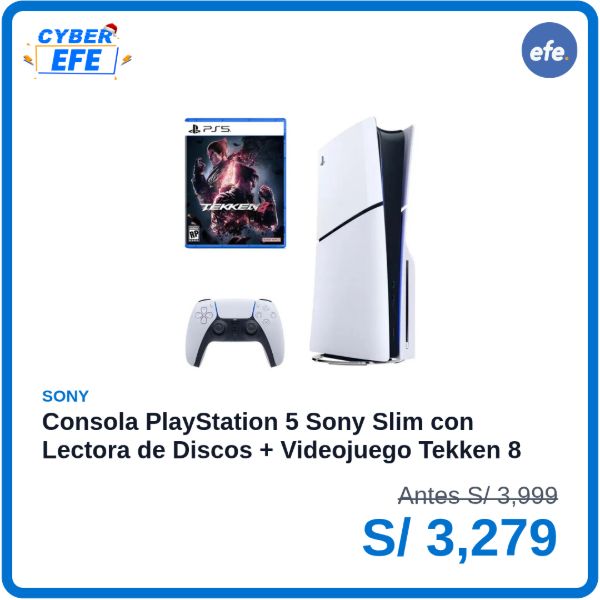 CYBER
EFE
efe.
PS5
TEKKEN 8
RP
SONY
Consola PlayStation 5 Sony Slim con
Lectora de Discos + Videojuego Tekken 8
Antes S/ 3,999
S/ 3,279